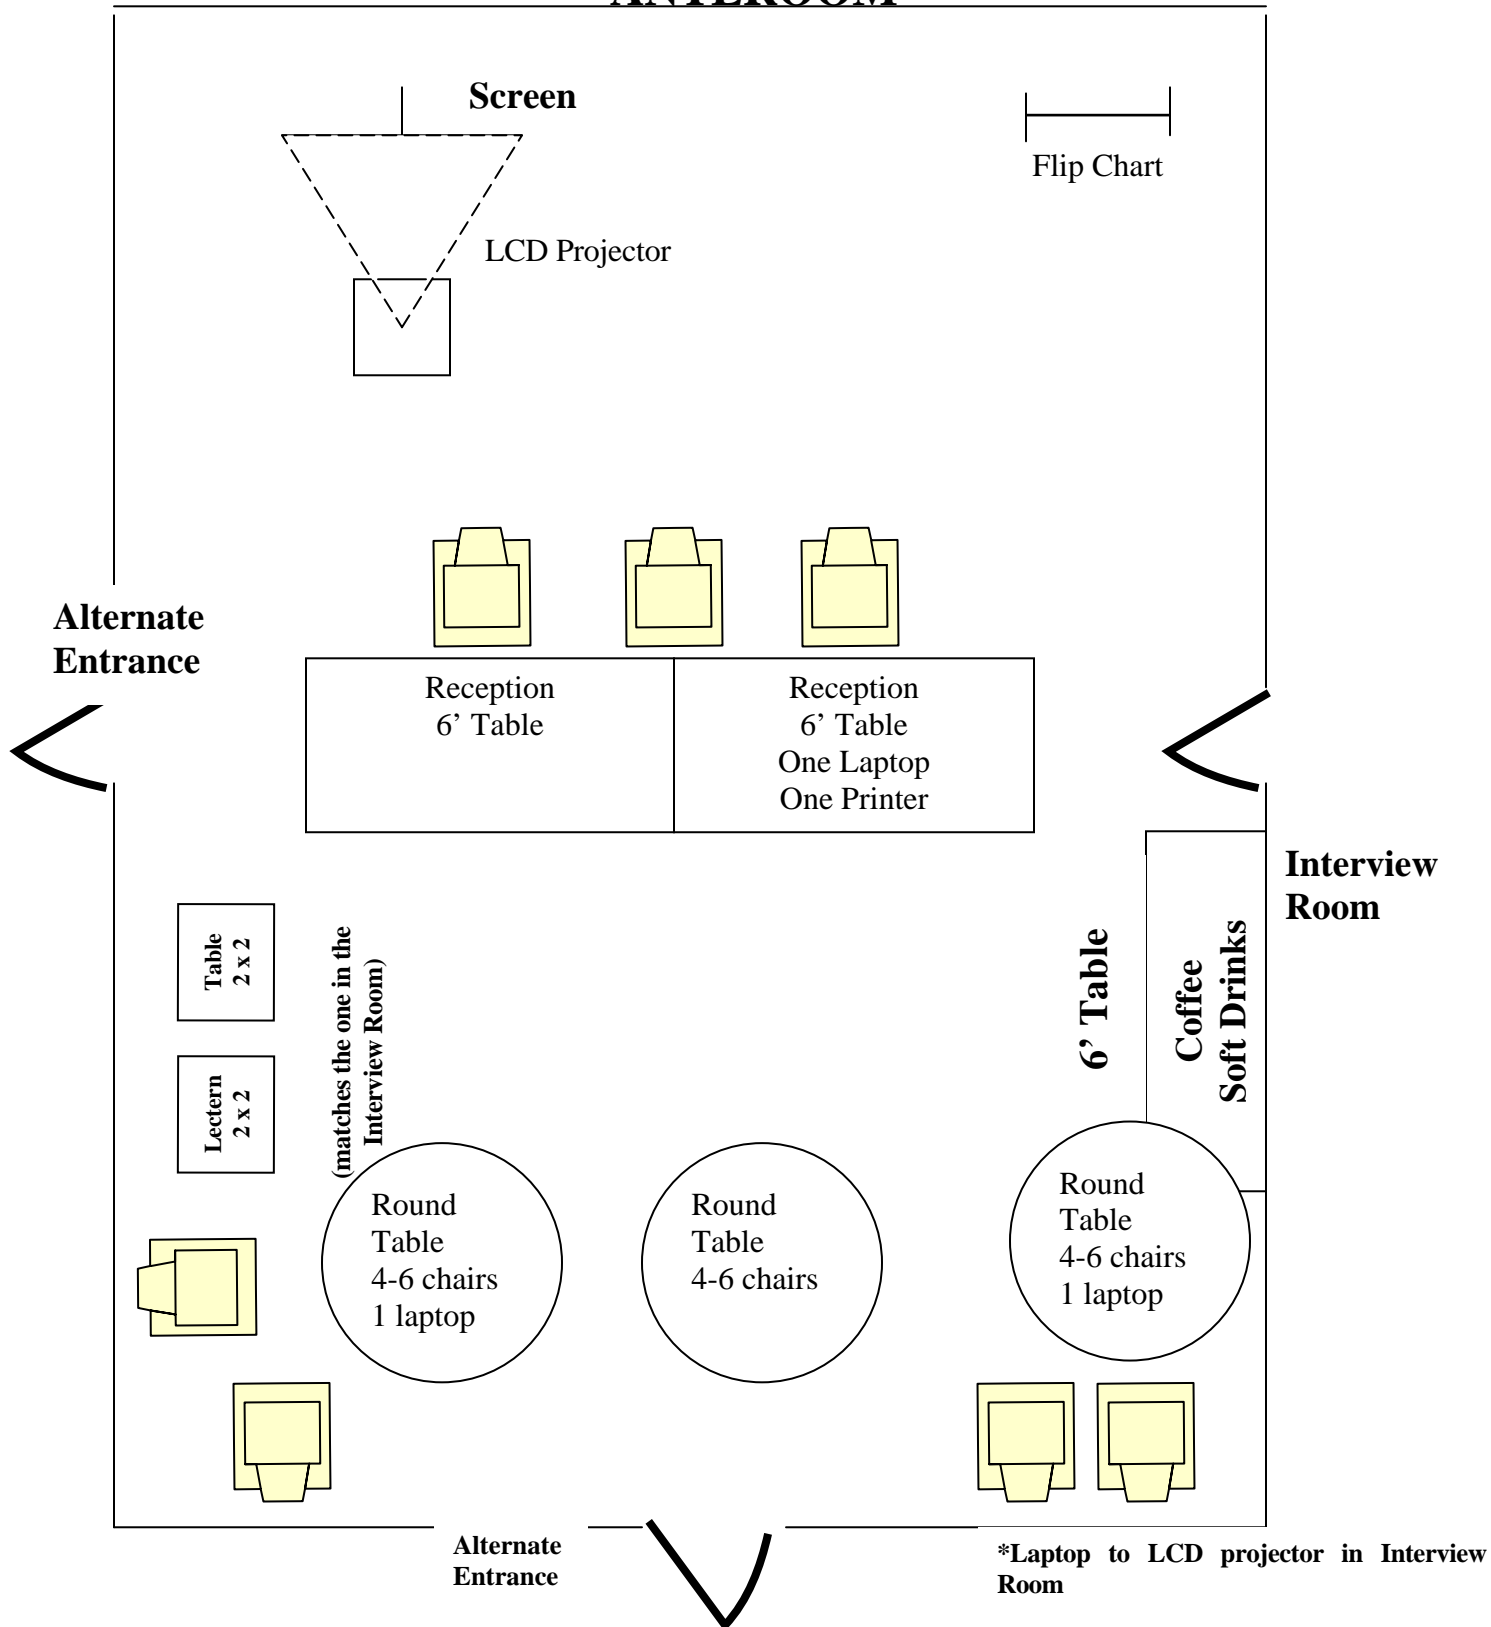 ANTEROOM
Screen
Flip Chart
LCD Projector
Alternate
Entrance
Reception
6’ Table
Reception
6’ Table
One Laptop
One Printer
Interview
Room
Table
2 x 2
(matches the one in the
Interview Room)
Lectern
2 x 2
6’ Table
Coffee
Soft Drinks
Round
Table
4-6 chairs
1 laptop
Round
Table
4-6 chairs
Round
Table
4-6 chairs
1 laptop
Alternate
Entrance
*Laptop to LCD projector in Interview
Room